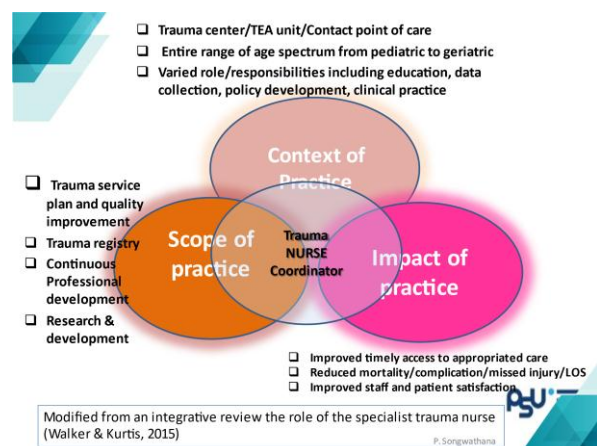 ❑ Trauma center/TEA unit/Contact point of care
❑ Entire range of age spectrum from pediatric to geriatric
❑ Varied role/responsibilities including education, data
collection, policy development, clinical practice
Context of
Practice
❑ Trauma service
plan and quality
improvement
❑ Trauma registry
❑ Continuous
Professional
development
❑ Research &
development
Scope of
practice
Trauma
NURSE
Coordinator
Impact of
practice
❑ Improved timely access to appropriated care
❑ Reduced mortality/complication/missed injury/LOS
❑ Improved staff and patient satisfaction
PSU
Modified from an integrative review the role of the specialist trauma nurse
(Walker & Kurtis, 2015)
P.Songwathana